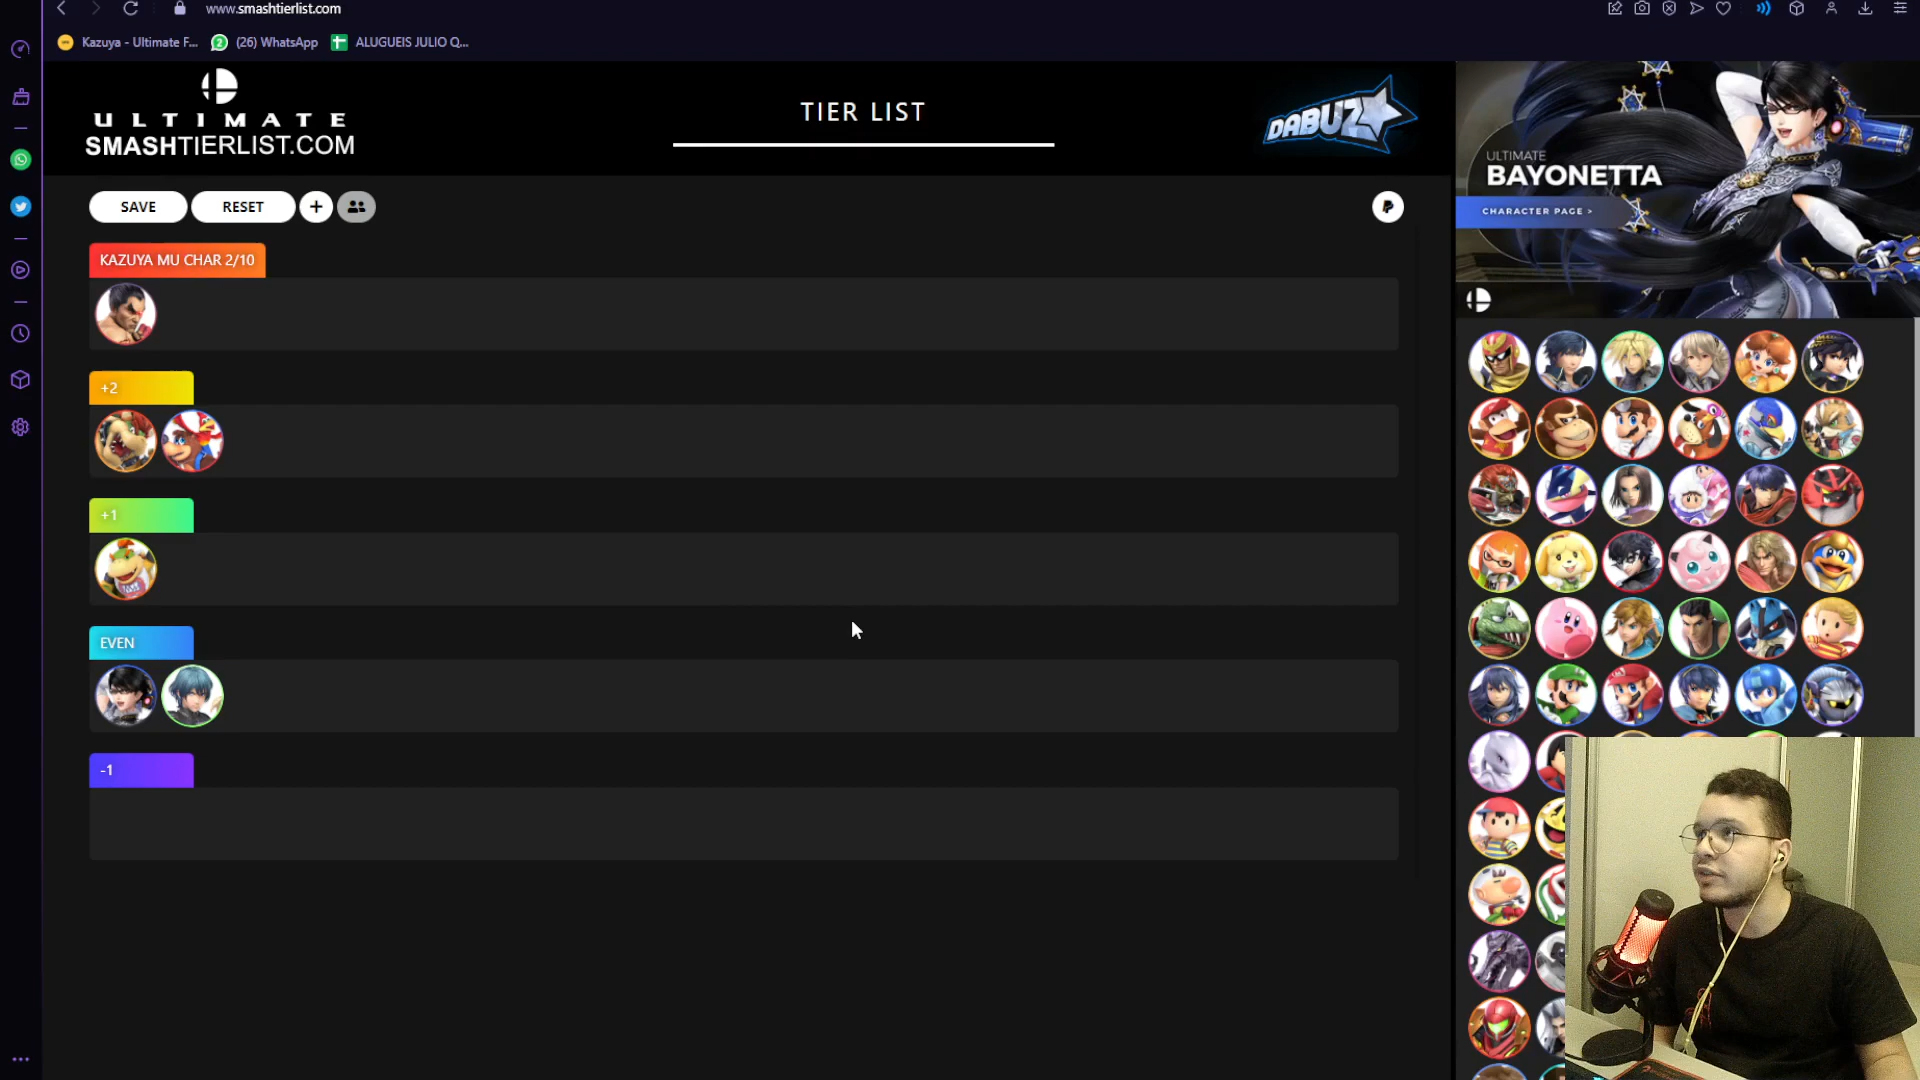 www.smashtierlist.com
Kazuya - Ultimate F...
(26) WhatsApp
ALUGUEIS JULIO Q...
ULTIMATE
SMASHTIERLIST.COM
TIER LIST
DABUZ
ULTIMATE
BAYONETTA
CHARACTER PAGE >
SAVE
RESET
+
KAZUYA MU CHAR 2/10
+2
+1
EVEN
-1